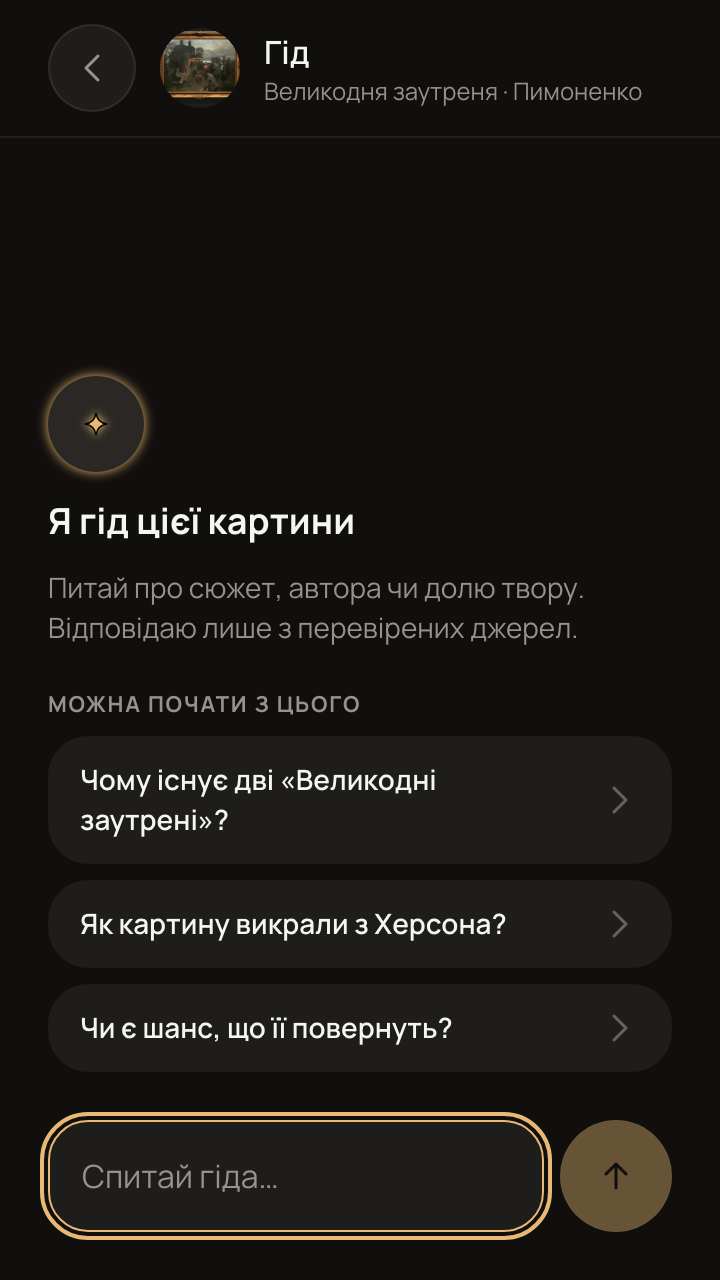 Гід
Великодня заутреня · Пимоненко
Я гід цієї картини
Питай про сюжет, автора чи долю твору.
Відповідаю лише з перевірених джерел.
МОЖНА ПОЧАТИ З ЦЬОГО
Чому існує дві «Великодні
заутрені»?
Як картину викрали з Херсона?
Чи є шанс, що її повернуть?
Спитай гіда…